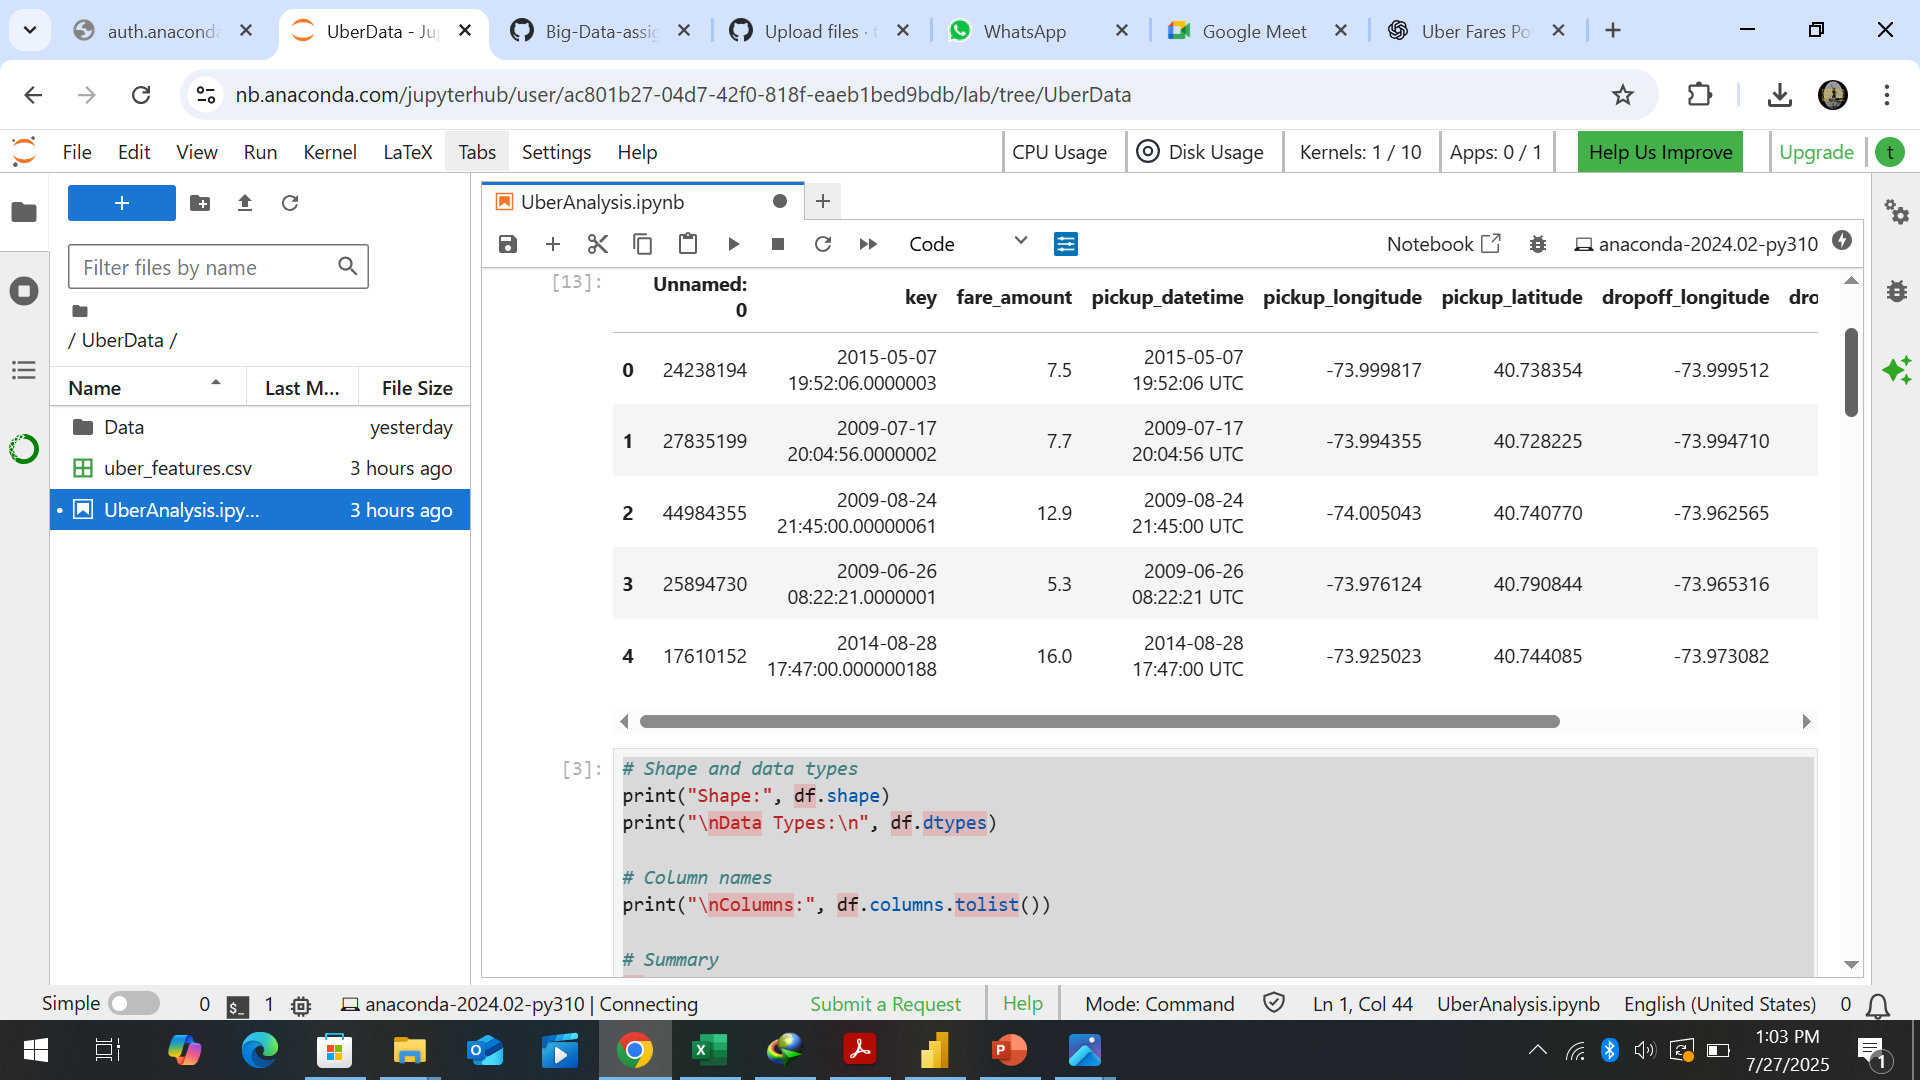 auth.anaconda
UberData - Ju
Big-Data-assig
Upload files · t
WhatsApp
Google Meet
Uber Fares Po
nb.anaconda.com/jupyterhub/user/ac801b27-04d7-42f0-818f-eaeb1bed9bdb/lab/tree/UberData
File Edit View Run Kernel LaTeX Tabs Settings Help CPU Usage Disk Usage Kernels: 1 / 10 Apps: 0 / 1 Help Us Improve Upgrade t
UberAnalysis.ipynb
Code Notebook anaconda-2024.02-py310
Filter files by name
/ UberData /
Name Last M... File Size
Data yesterday
uber_features.csv 3 hours ago
UberAnalysis.ipy... 3 hours ago
[13]:
Unnamed: 0 key fare_amount pickup_datetime pickup_longitude pickup_latitude dropoff_longitude dro
0 24238194 2015-05-07 19:52:06.0000003 7.5 2015-05-07 19:52:06 UTC -73.999817 40.738354 -73.999512
1 27835199 2009-07-17 20:04:56.0000002 7.7 2009-07-17 20:04:56 UTC -73.994355 40.728225 -73.994710
2 44984355 2009-08-24 21:45:00.00000061 12.9 2009-08-24 21:45:00 UTC -74.005043 40.740770 -73.962565
3 25894730 2009-06-26 08:22:21.0000001 5.3 2009-06-26 08:22:21 UTC -73.976124 40.790844 -73.965316
4 17610152 2014-08-28 17:47:00.000000188 16.0 2014-08-28 17:47:00 UTC -73.925023 40.744085 -73.973082
[3]:
# Shape and data types
print("Shape:", df.shape)
print("\nData Types:\n", df.dtypes)
# Column names
print("\nColumns:", df.columns.tolist())
# Summary
Simple 0 $_ 1 anaconda-2024.02-py310 | Connecting Submit a Request Help Mode: Command Ln 1, Col 44 UberAnalysis.ipynb English (United States) 0
1:03 PM
7/27/2025
1